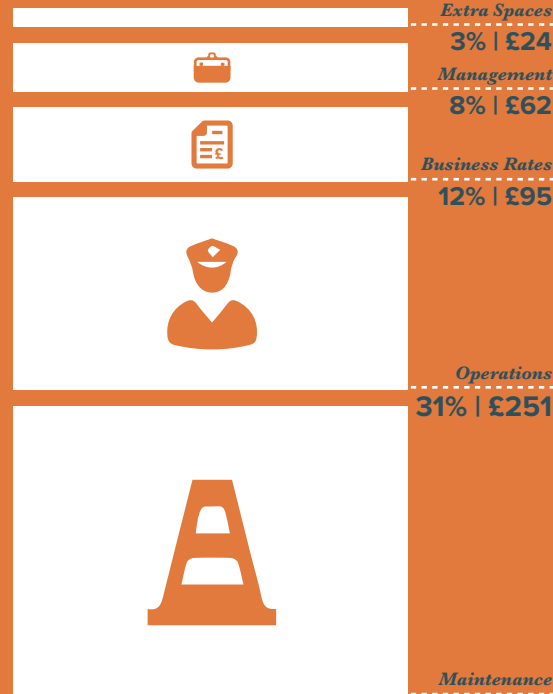 Extra Spaces
3% | £24
Management
8% | £62
£
Business Rates
12% | £95
Operations
31% | £251
Maintenance